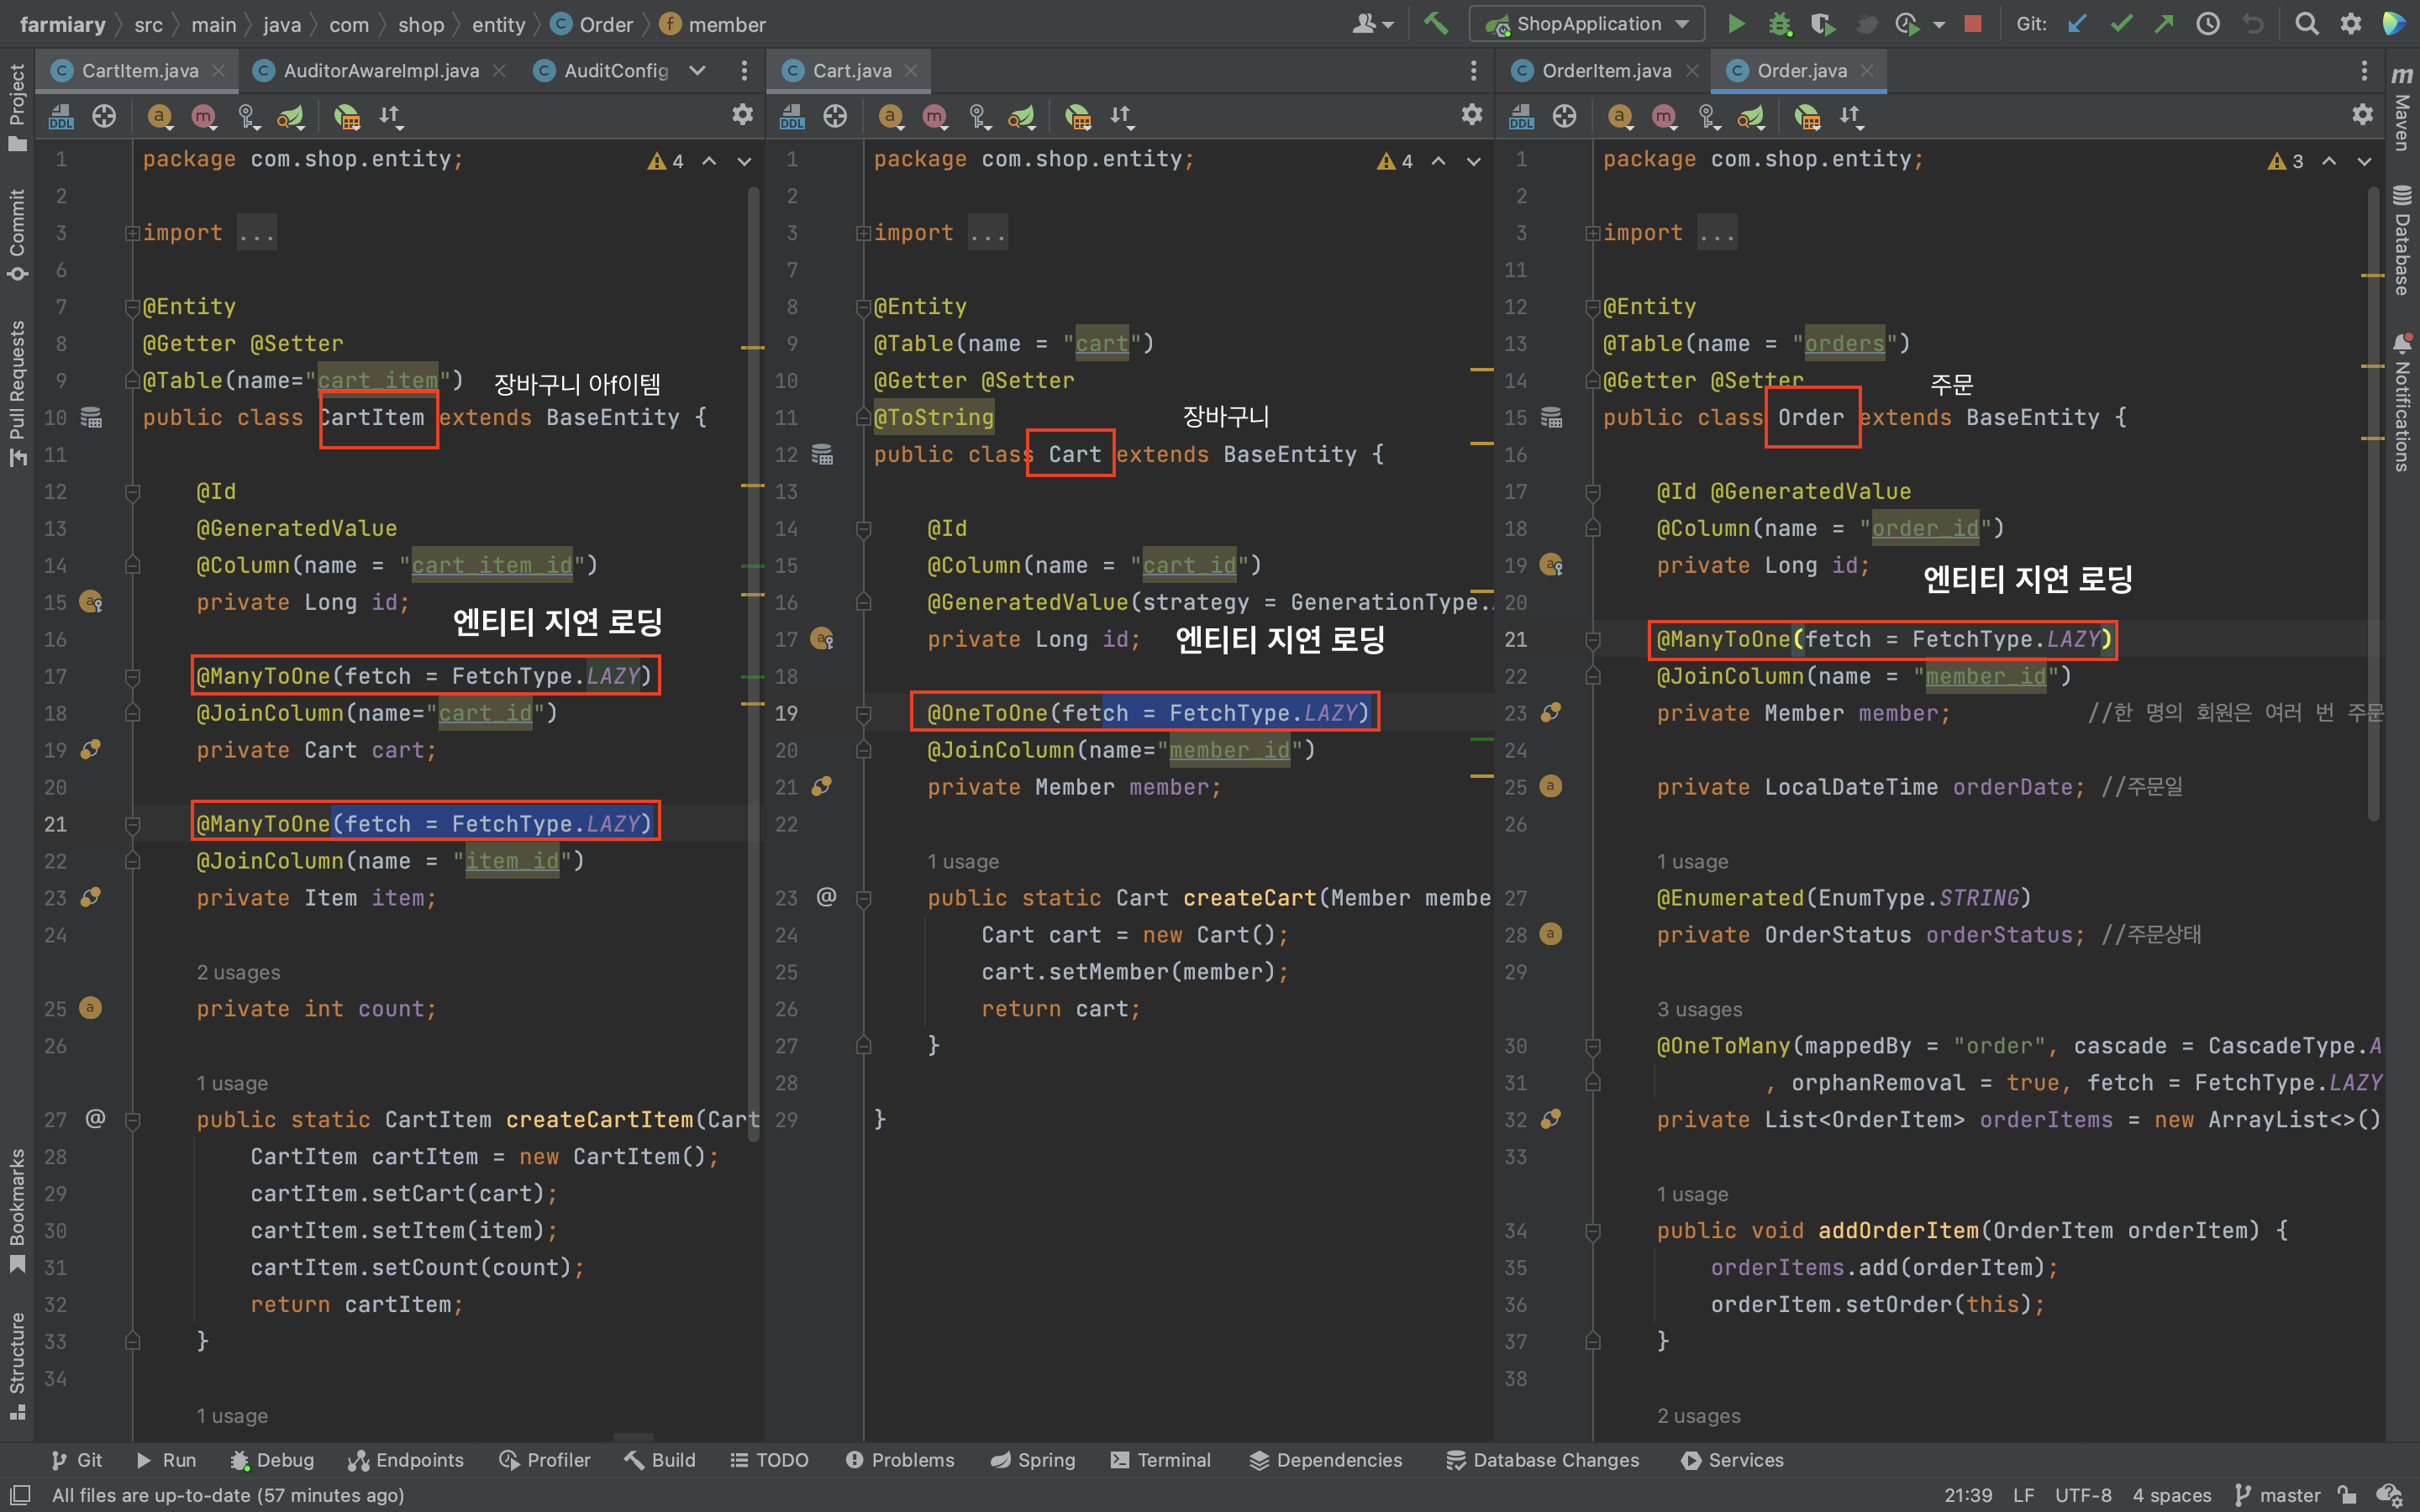 farmiary src main java com shop entity Order member
ShopApplication
Git:
CartItem.java AuditorAwareImpl.java AuditConfig
Cart.java
OrderItem.java Order.java
Project
Commit
Pull Requests
Bookmarks
Structure
1 package com.shop.entity; 4
2
3 import ...
6
7 @Entity
8 @Getter @Setter
9 @Table(name="cart_item") 장바구니 아f이템
10 public class CartItem extends BaseEntity {
11
12 @Id
13 @GeneratedValue
14 @Column(name = "cart_item_id")
15 private Long id;
엔티티 지연 로딩
16
17 @ManyToOne(fetch = FetchType.LAZY)
18 @JoinColumn(name="cart_id")
19 private Cart cart;
20
21 @ManyToOne(fetch = FetchType.LAZY)
22 @JoinColumn(name = "item_id")
23 private Item item;
24
2 usages
25 private int count;
26
1 usage
27 public static CartItem createCartItem(Cart
28 CartItem cartItem = new CartItem();
29 cartItem.setCart(cart);
30 cartItem.setItem(item);
31 cartItem.setCount(count);
32 return cartItem;
33 }
34
1 usage
1 package com.shop.entity; 4
2
3 import ...
7
8 @Entity
9 @Table(name = "cart")
10 @Getter @Setter
11 @ToString 장바구니
12 public class Cart extends BaseEntity {
13
14 @Id
15 @Column(name = "cart_id")
16 @GeneratedValue(strategy = GenerationType.
17 private Long id; 엔티티 지연 로딩
18
19 @OneToOne(fetch = FetchType.LAZY)
20 @JoinColumn(name="member_id")
21 private Member member;
22
1 usage
23 public static Cart createCart(Member membe
24 Cart cart = new Cart();
25 cart.setMember(member);
26 return cart;
27 }
28
29 }
1 package com.shop.entity; 3
2
3 import ...
11
12 @Entity
13 @Table(name = "orders")
14 @Getter @Setter 주문
15 public class Order extends BaseEntity {
16
17 @Id @GeneratedValue
18 @Column(name = "order_id")
19 private Long id;
엔티티 지연 로딩
20
21 @ManyToOne(fetch = FetchType.LAZY)
22 @JoinColumn(name = "member_id")
23 private Member member; //한 명의 회원은 여러 번 주문
24
25 private LocalDateTime orderDate; //주문일
26
1 usage
27 @Enumerated(EnumType.STRING)
28 private OrderStatus orderStatus; //주문상태
29
3 usages
30 @OneToMany(mappedBy = "order", cascade = CascadeType.A
31 , orphanRemoval = true, fetch = FetchType.LAZY
32 private List<OrderItem> orderItems = new ArrayList<>()
33
1 usage
34 public void addOrderItem(OrderItem orderItem) {
35 orderItems.add(orderItem);
36 orderItem.setOrder(this);
37 }
38
2 usages
Maven
Database
Notifications
Git Run Debug Endpoints Profiler Build TODO Problems Spring Terminal Dependencies Database Changes Services
All files are up-to-date (57 minutes ago) 21:39 LF UTF-8 4 spaces master